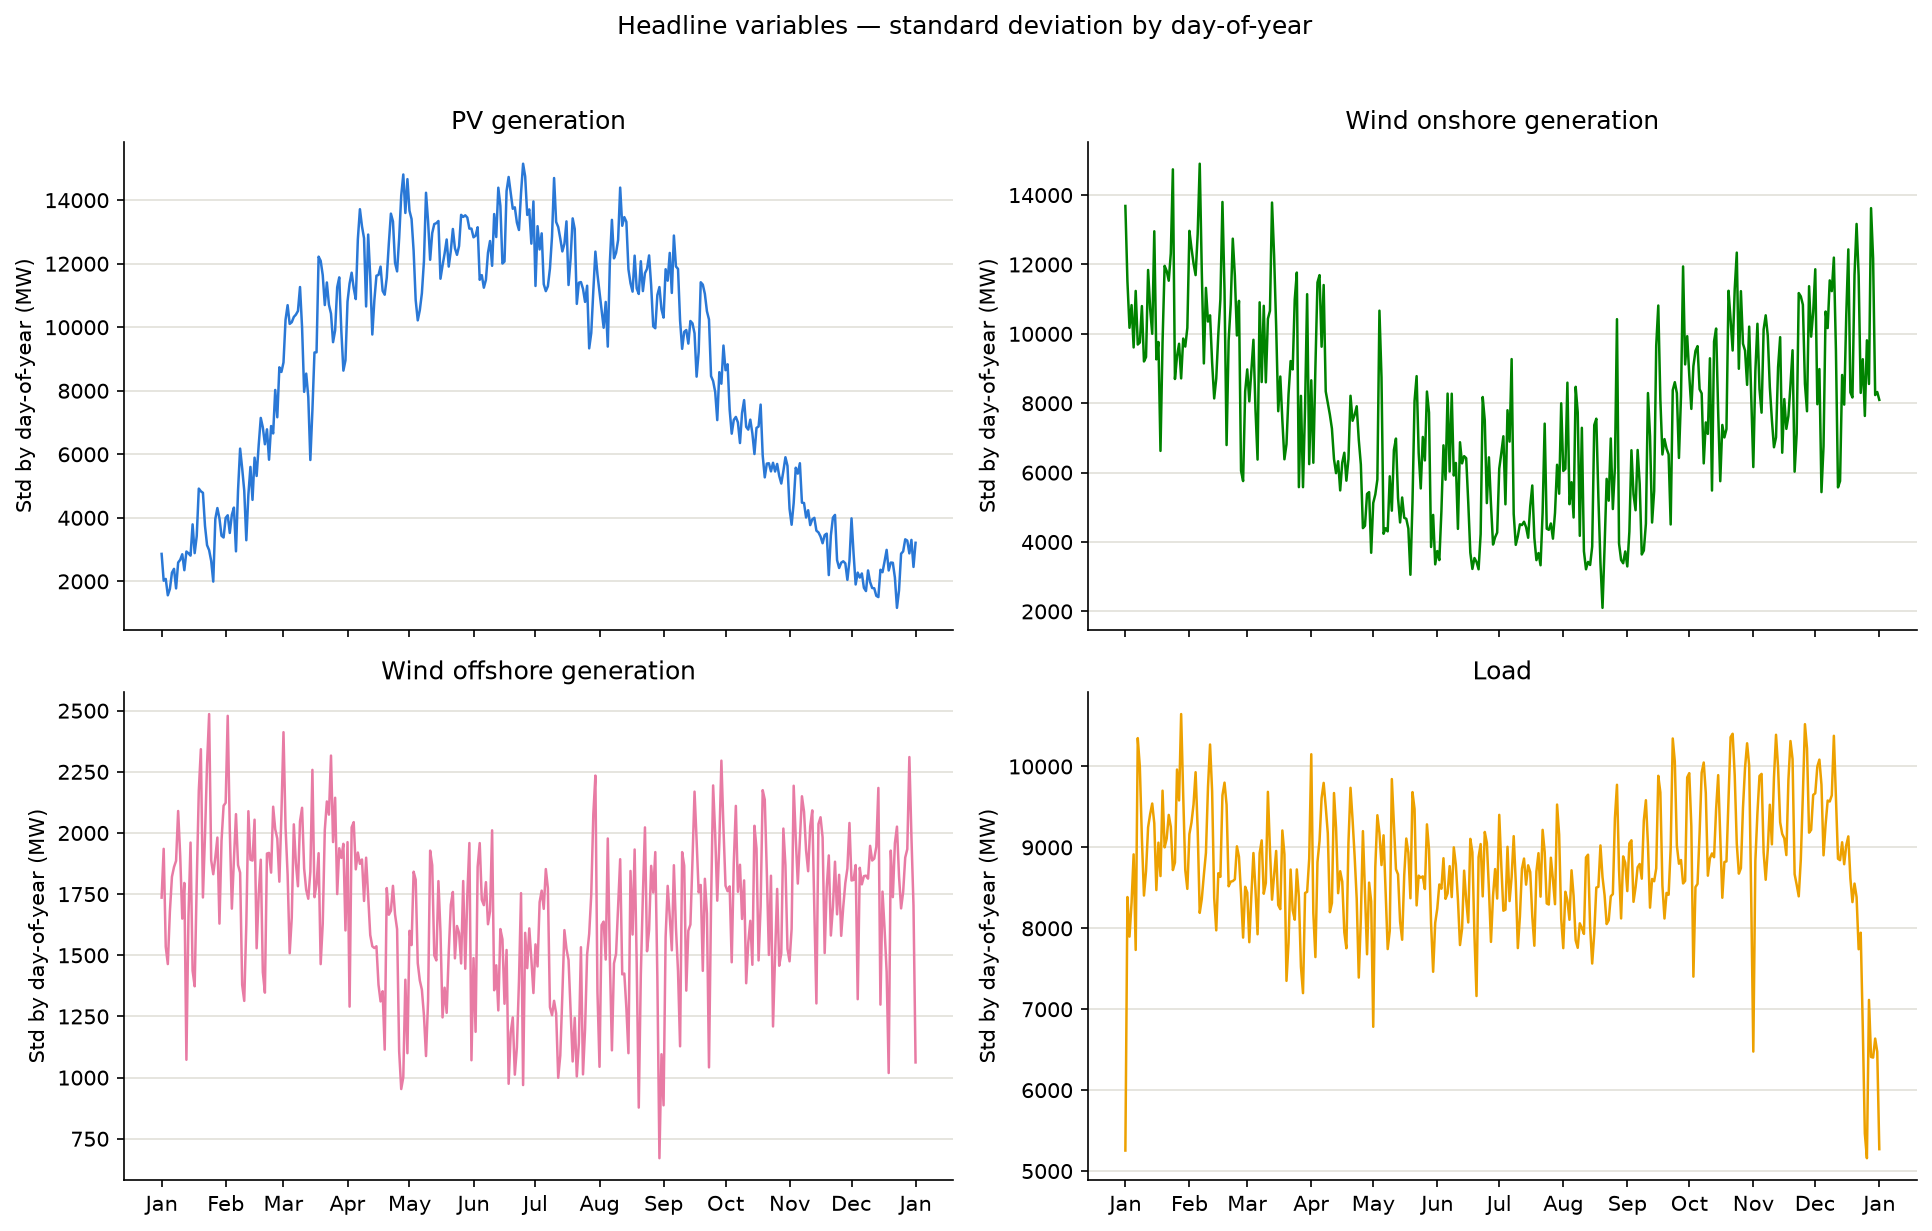 Headline variables — standard deviation by day-of-year
PV generation
Std by day-of-year (MW)
14000
12000
10000
8000
6000
4000
2000
Wind onshore generation
Std by day-of-year (MW)
14000
12000
10000
8000
6000
4000
2000
Wind offshore generation
Std by day-of-year (MW)
2500
2250
2000
1750
1500
1250
1000
750
Jan Feb Mar Apr May Jun Jul Aug Sep Oct Nov Dec Jan
Load
Std by day-of-year (MW)
10000
9000
8000
7000
6000
5000
Jan Feb Mar Apr May Jun Jul Aug Sep Oct Nov Dec Jan